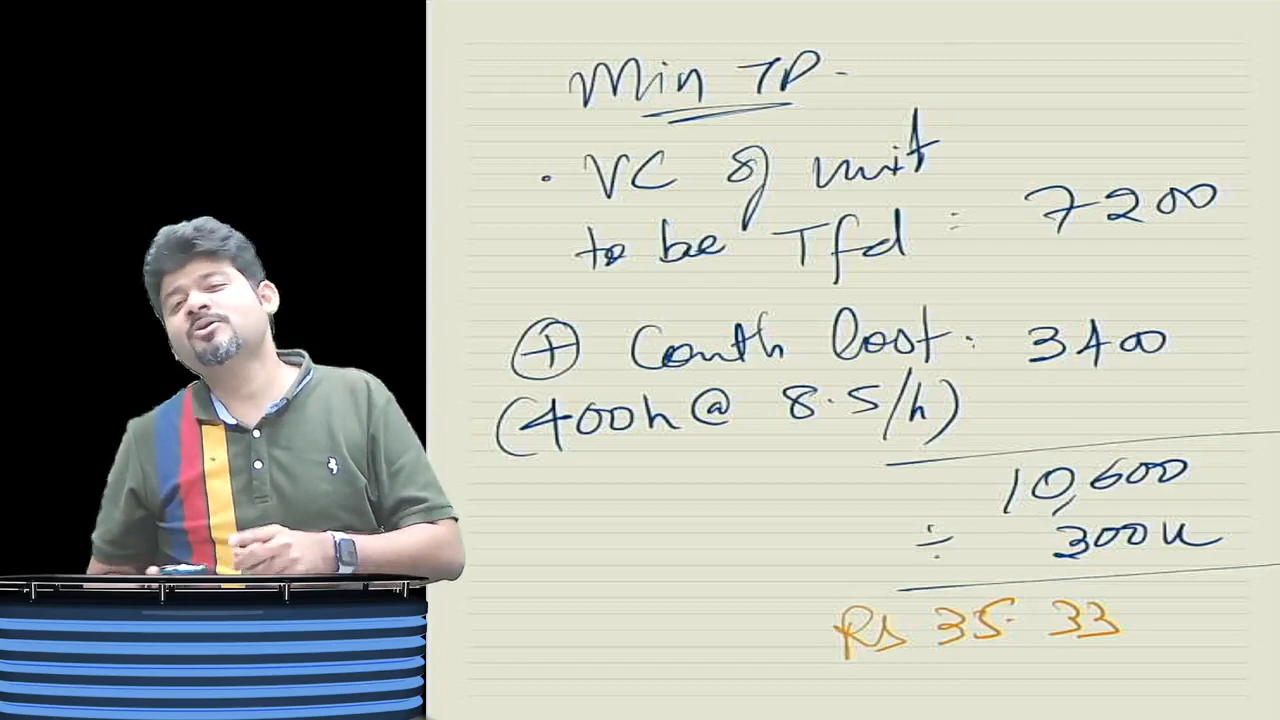 Min TP.
· VC of unit
to be Tfd = 7200
⊕ Contn lost. 3400
(400h @ 8.5/h)
10,600
÷ 300u
Rs 35.33